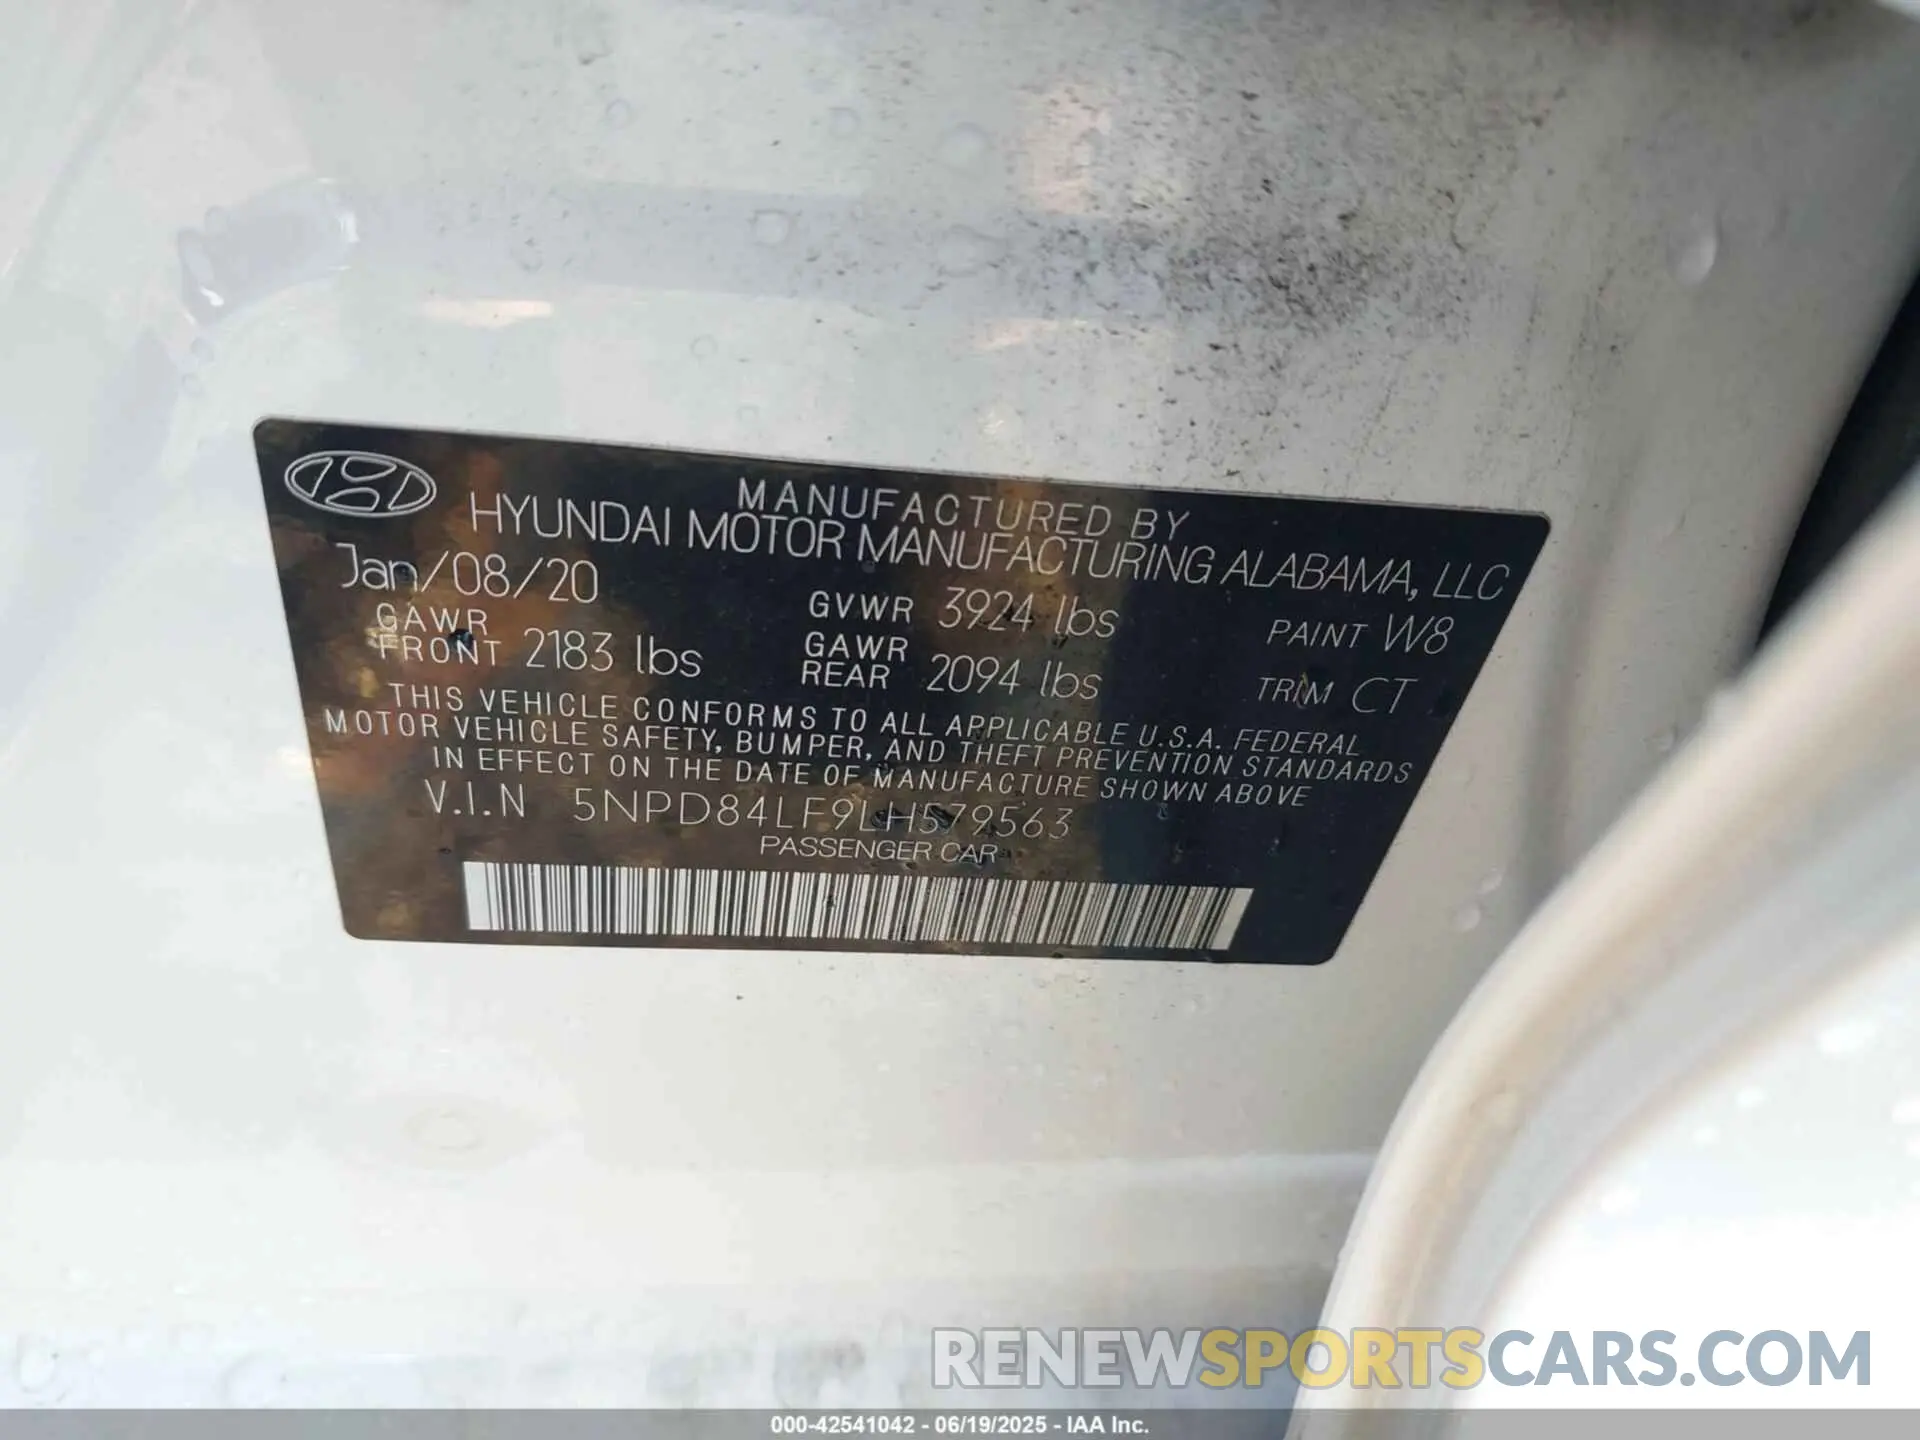 MANUFACTURED BY
HYUNDAI MOTOR MANUFACTURING ALABAMA, LLC
Jan/08/20
GAWR FRONT 2183 lbs
GVWR 3924 lbs
GAWR REAR 2094 lbs
PAINT W8
TRIM CT
THIS VEHICLE CONFORMS TO ALL APPLICABLE U.S.A. FEDERAL
MOTOR VEHICLE SAFETY, BUMPER, AND THEFT PREVENTION STANDARDS
IN EFFECT ON THE DATE OF MANUFACTURE SHOWN ABOVE
V.I.N 5NPD84LF9LH579563
PASSENGER CAR
RENEWSPORTSCARS.COM
000-42541042 - 06/19/2025 - IAA Inc.